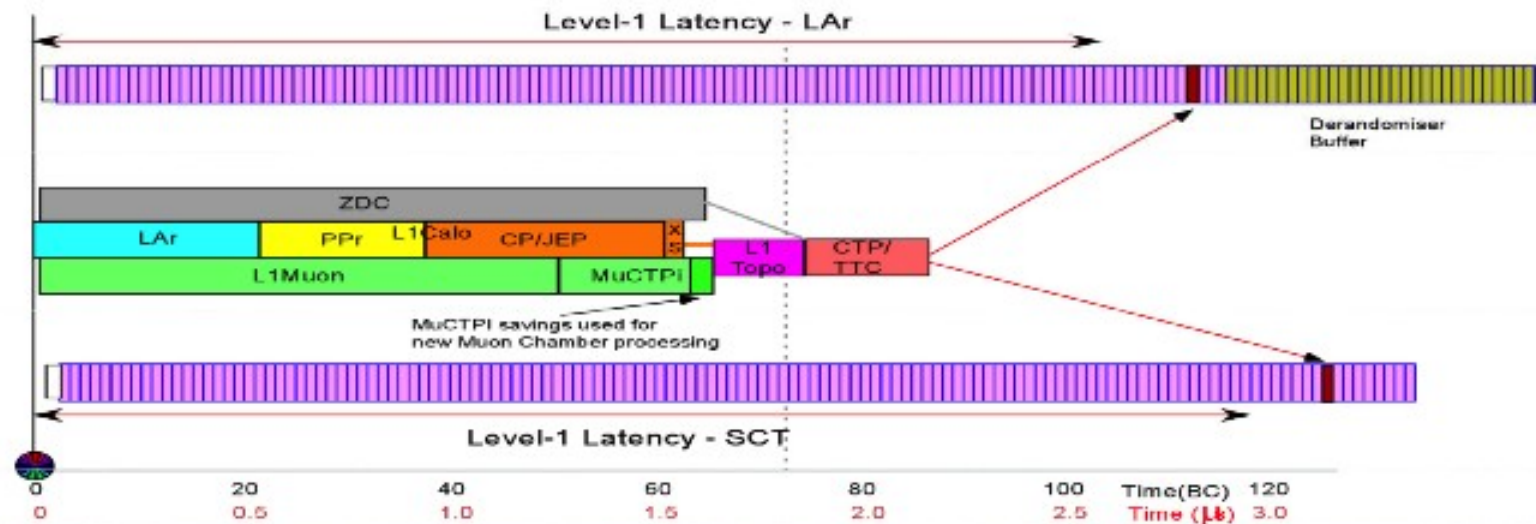 Level-1 Latency - LAr
Derandomiser
Buffer
ZDC
LAr
PPr
L1Calo
CP/JEP
X
S
L1
Topo
CTP/
TTC
L1Muon
MuCTPi
MuCTPI savings used for
new Muon Chamber processing
Level-1 Latency - SCT
0 20 40 60 80 100 Time(BC) 120
0 0.5 1.0 1.5 2.0 2.5 Time 3.0